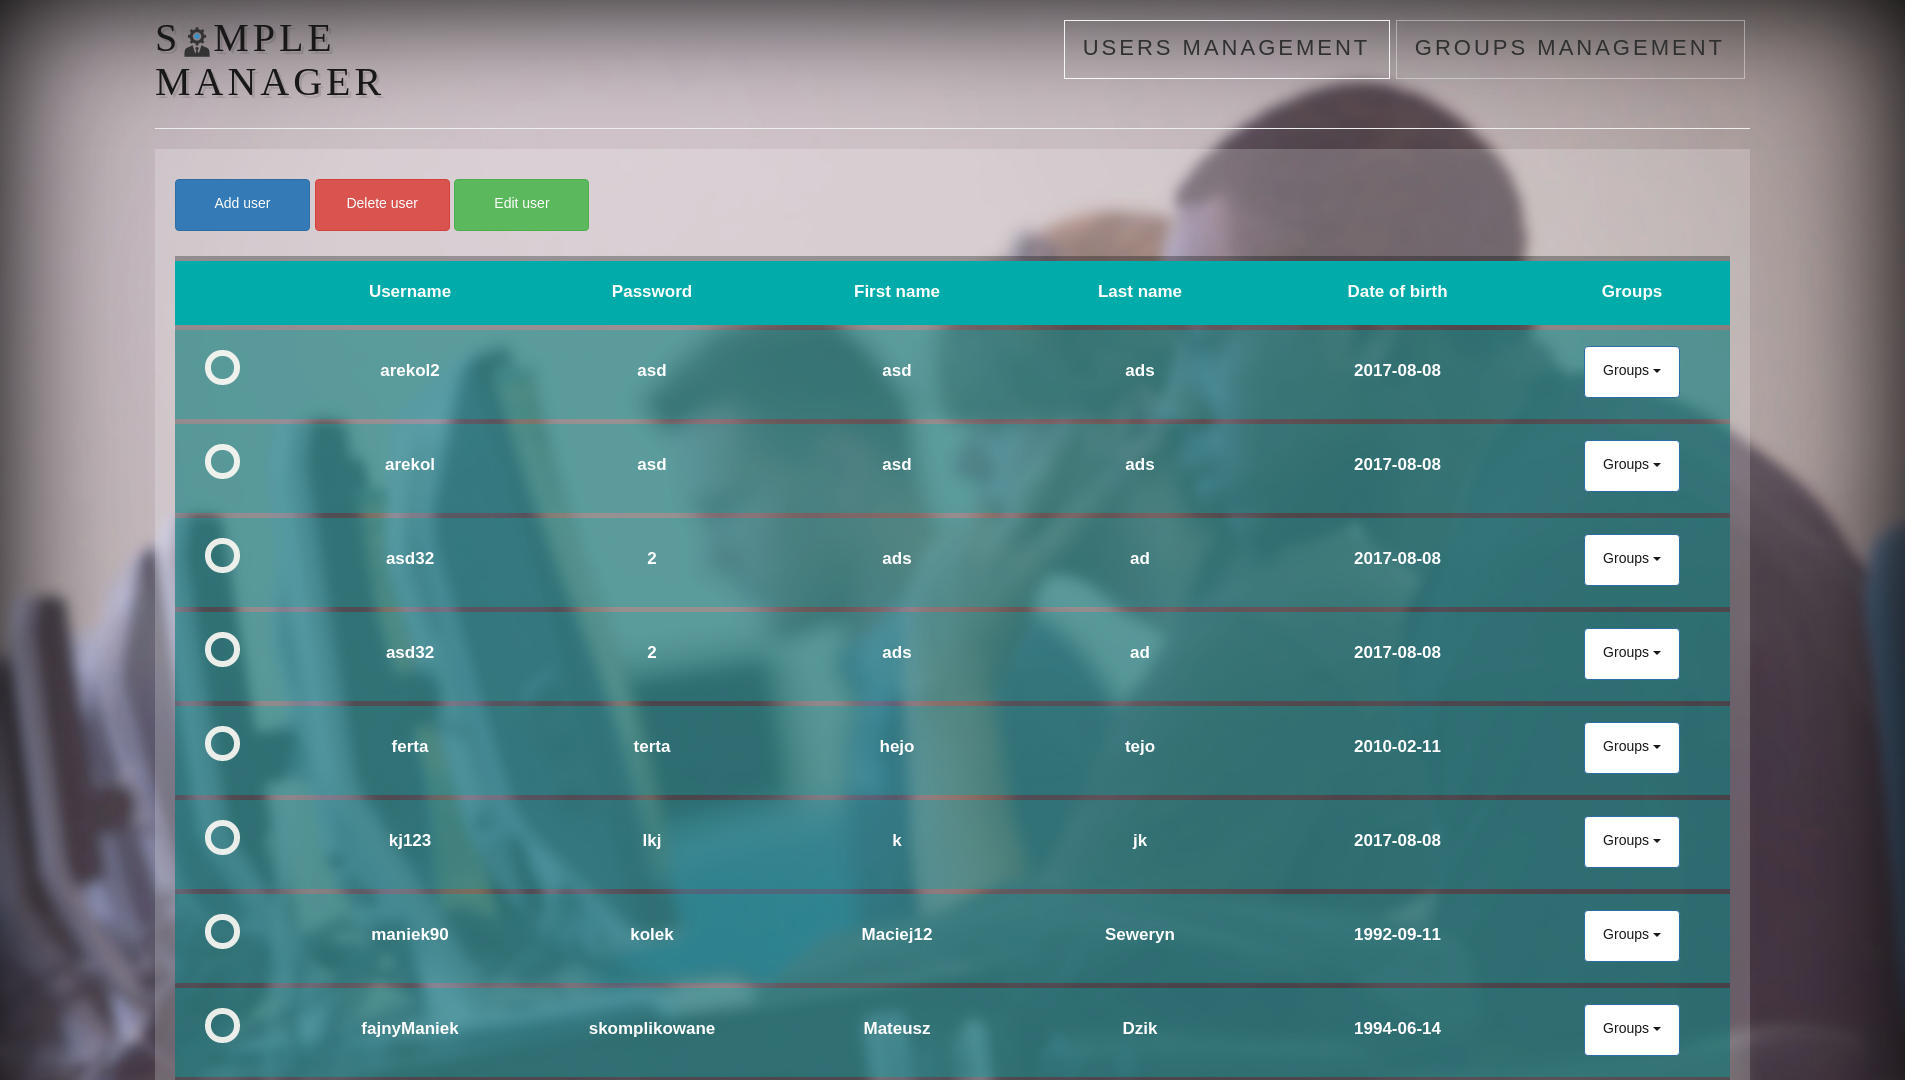 S MPLE
MANAGER
USERS MANAGEMENT
GROUPS MANAGEMENT
Add user
Delete user
Edit user
Username Password First name Last name Date of birth Groups
arekol2 asd asd ads 2017-08-08 Groups
arekol asd asd ads 2017-08-08 Groups
asd32 2 ads ad 2017-08-08 Groups
asd32 2 ads ad 2017-08-08 Groups
ferta terta hejo tejo 2010-02-11 Groups
kj123 lkj k jk 2017-08-08 Groups
maniek90 kolek Maciej12 Seweryn 1992-09-11 Groups
fajnyManiek skomplikowane Mateusz Dzik 1994-06-14 Groups